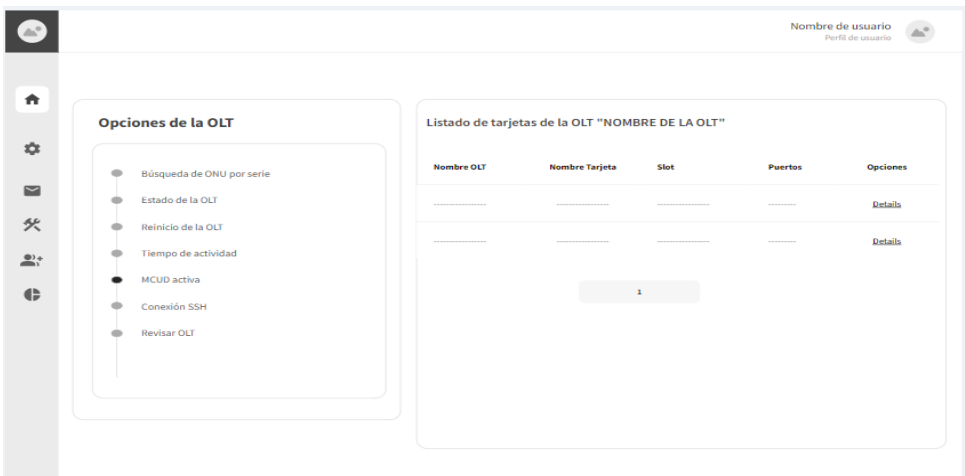 Nombre de usuario
Perfil de usuario
Opciones de la OLT
Búsqueda de ONU por serie
Estado de la OLT
Reinicio de la OLT
Tiempo de actividad
MCUD activa
Conexión SSH
Revisar OLT
Listado de tarjetas de la OLT "NOMBRE DE LA OLT"
Nombre OLT Nombre Tarjeta Slot Puertos Opciones
---------------- ---------------- ---------------- --------- Details
---------------- ---------------- ---------------- --------- Details
1